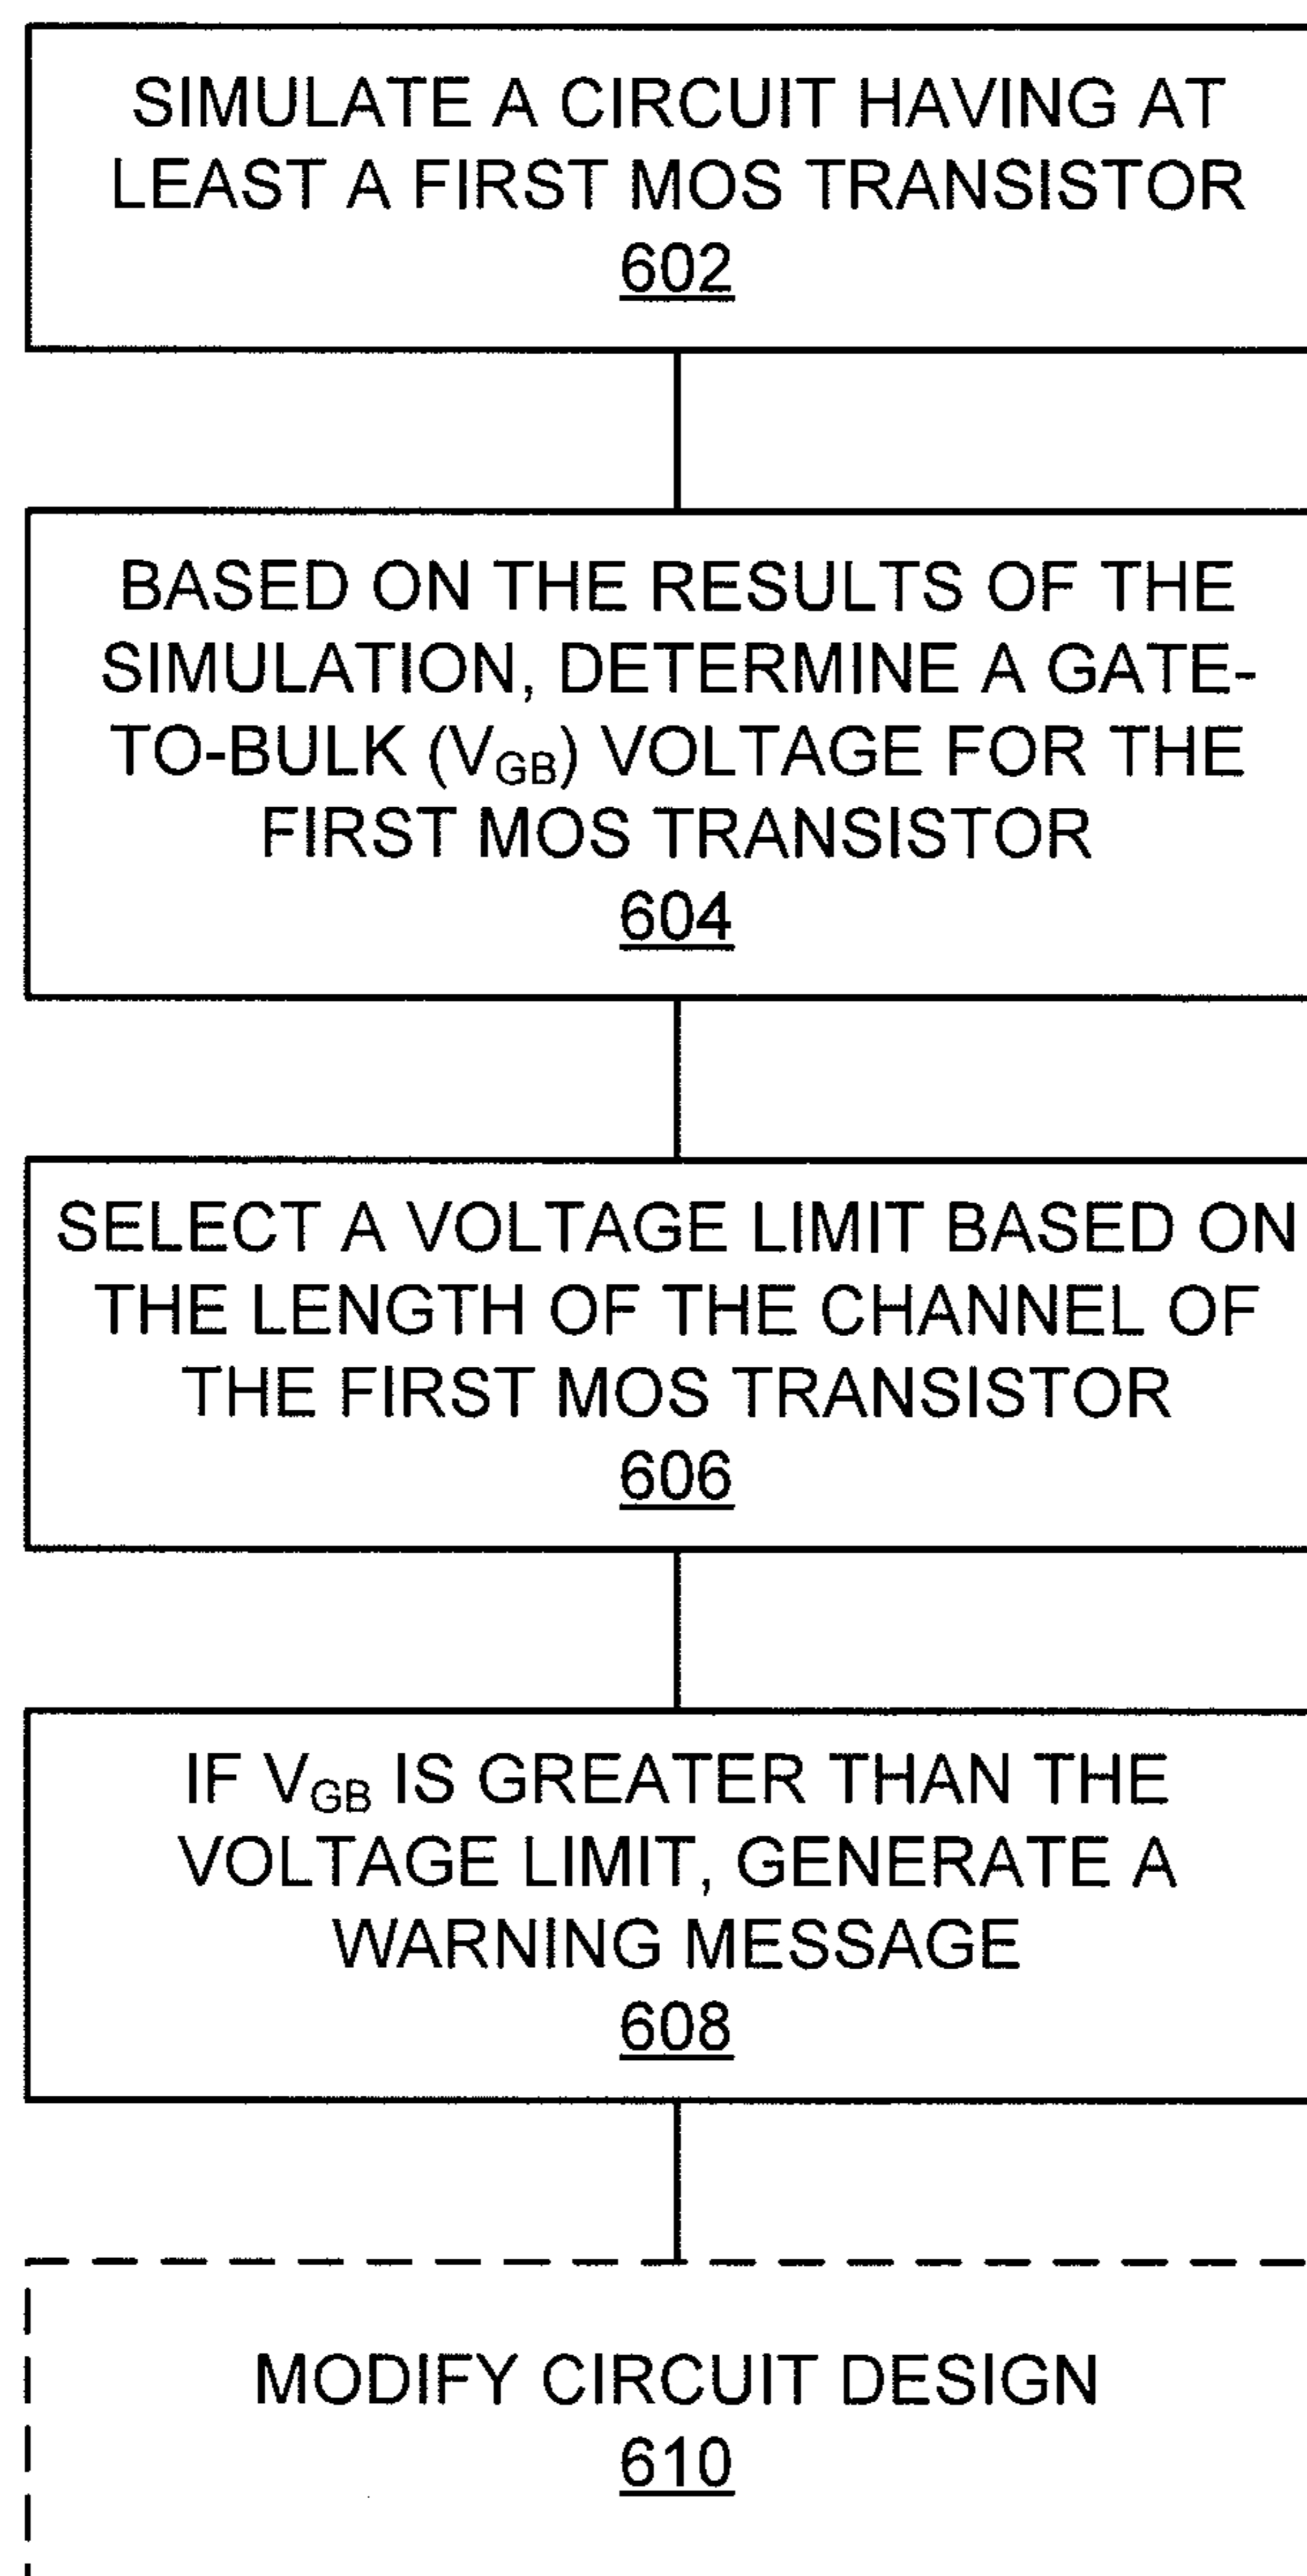 SIMULATE A CIRCUIT HAVING AT
LEAST A FIRST MOS TRANSISTOR
602
BASED ON THE RESULTS OF THE
SIMULATION, DETERMINE A GATE-
TO-BULK (VGB) VOLTAGE FOR THE
FIRST MOS TRANSISTOR
604
SELECT A VOLTAGE LIMIT BASED ON
THE LENGTH OF THE CHANNEL OF
THE FIRST MOS TRANSISTOR
606
IF VGB IS GREATER THAN THE
VOLTAGE LIMIT, GENERATE A
WARNING MESSAGE
608
MODIFY CIRCUIT DESIGN
610